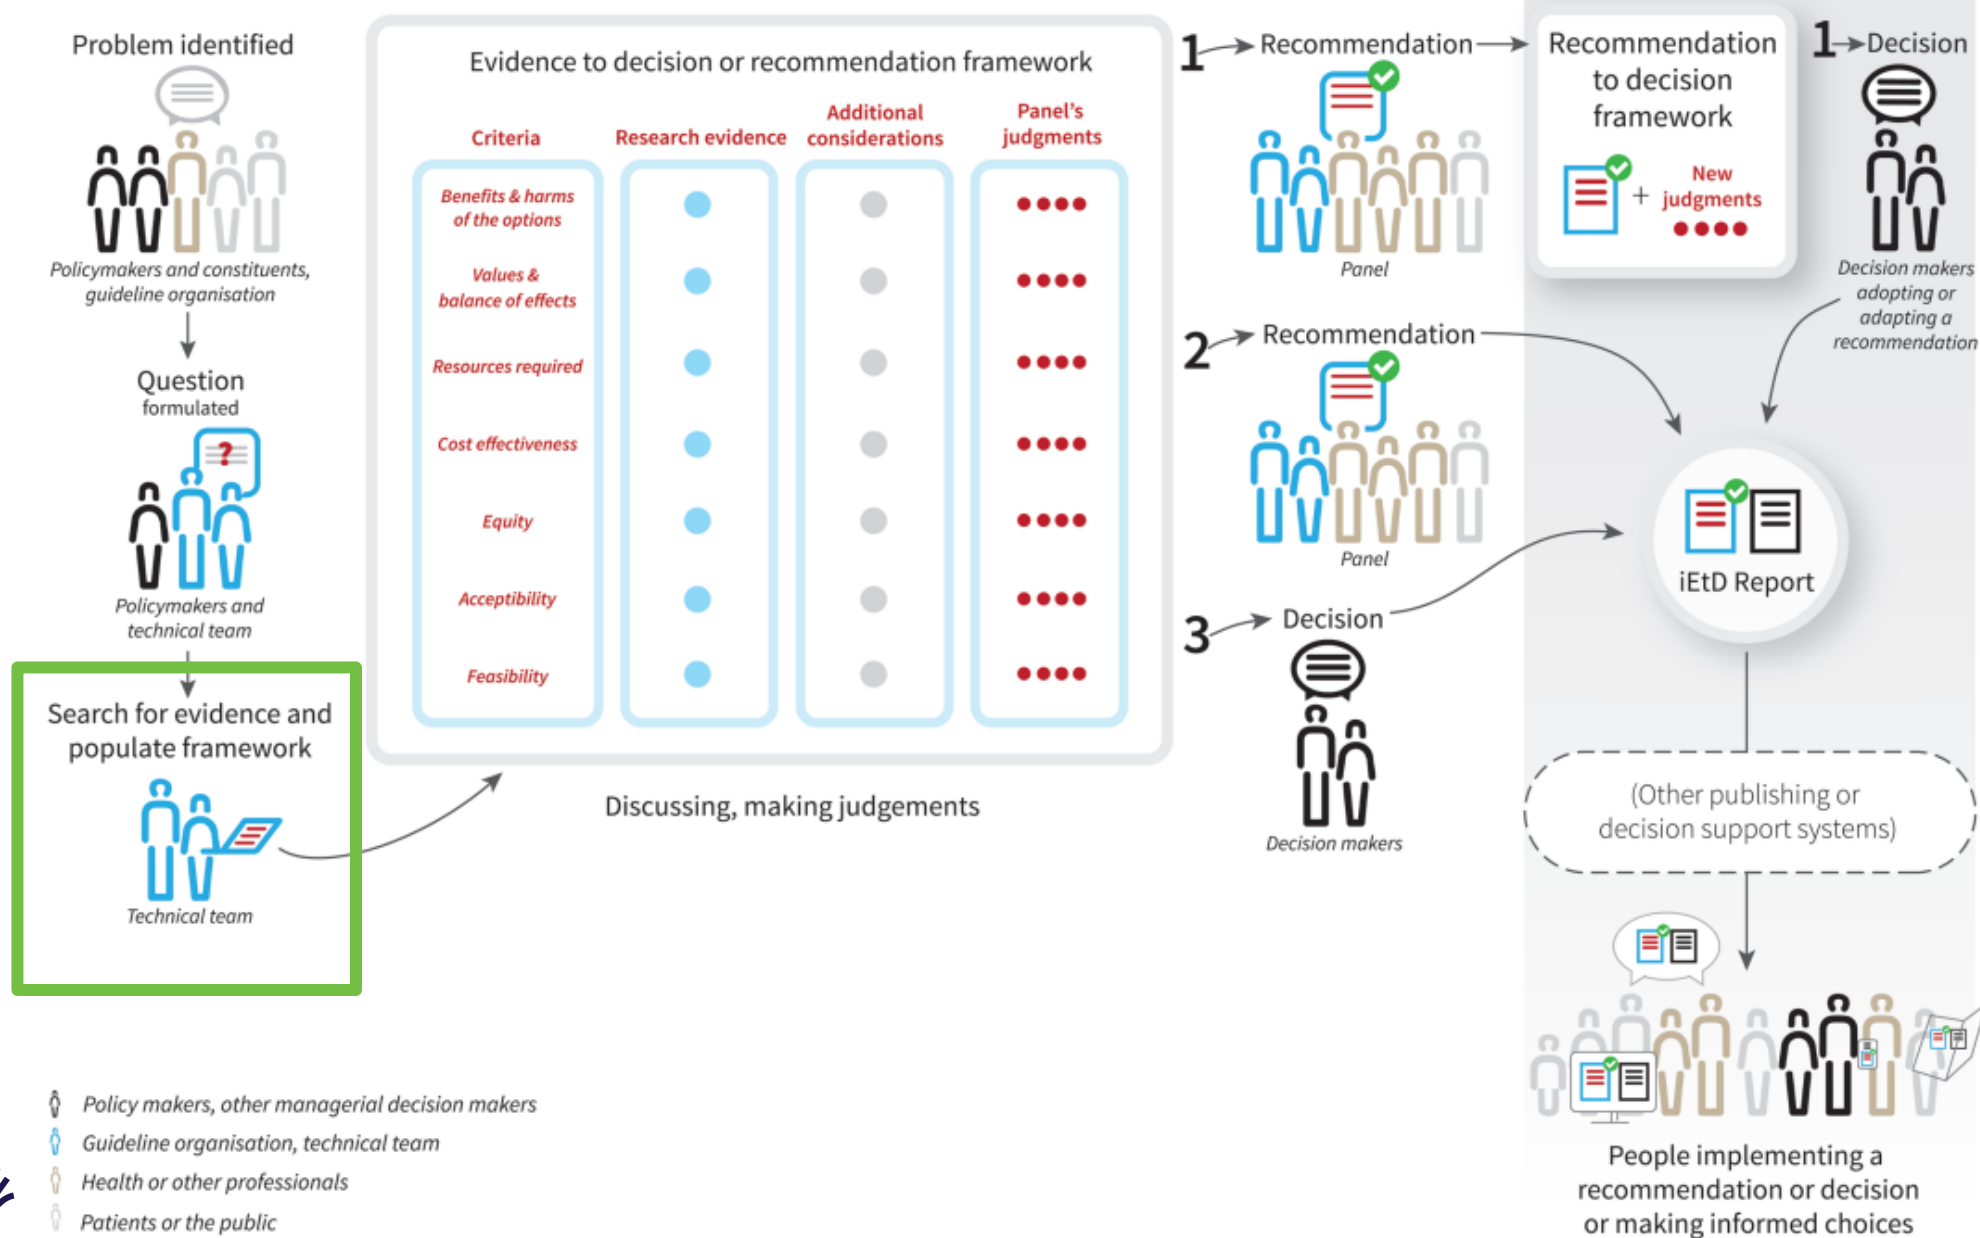 Problem identified
Policymakers and constituents,
guideline organisation
Question
formulated
?
Policymakers and
technical team
Search for evidence and
populate framework
Technical team
Evidence to decision or recommendation framework
Criteria
Research evidence
Additional
considerations
Panel's
judgments
Benefits & harms
of the options
Values &
balance of effects
Resources required
Cost effectiveness
Equity
Acceptibility
Feasibility
Discussing, making judgements
1
Recommendation
Panel
2
Recommendation
Panel
3
Decision
Decision makers
Recommendation
to decision
framework
+
New
judgments
1
Decision
Decision makers
adopting or
adapting a
recommendation
iEtD Report
(Other publishing or
decision support systems)
People implementing a
recommendation or decision
or making informed choices
Policy makers, other managerial decision makers
Guideline organisation, technical team
Health or other professionals
Patients or the public